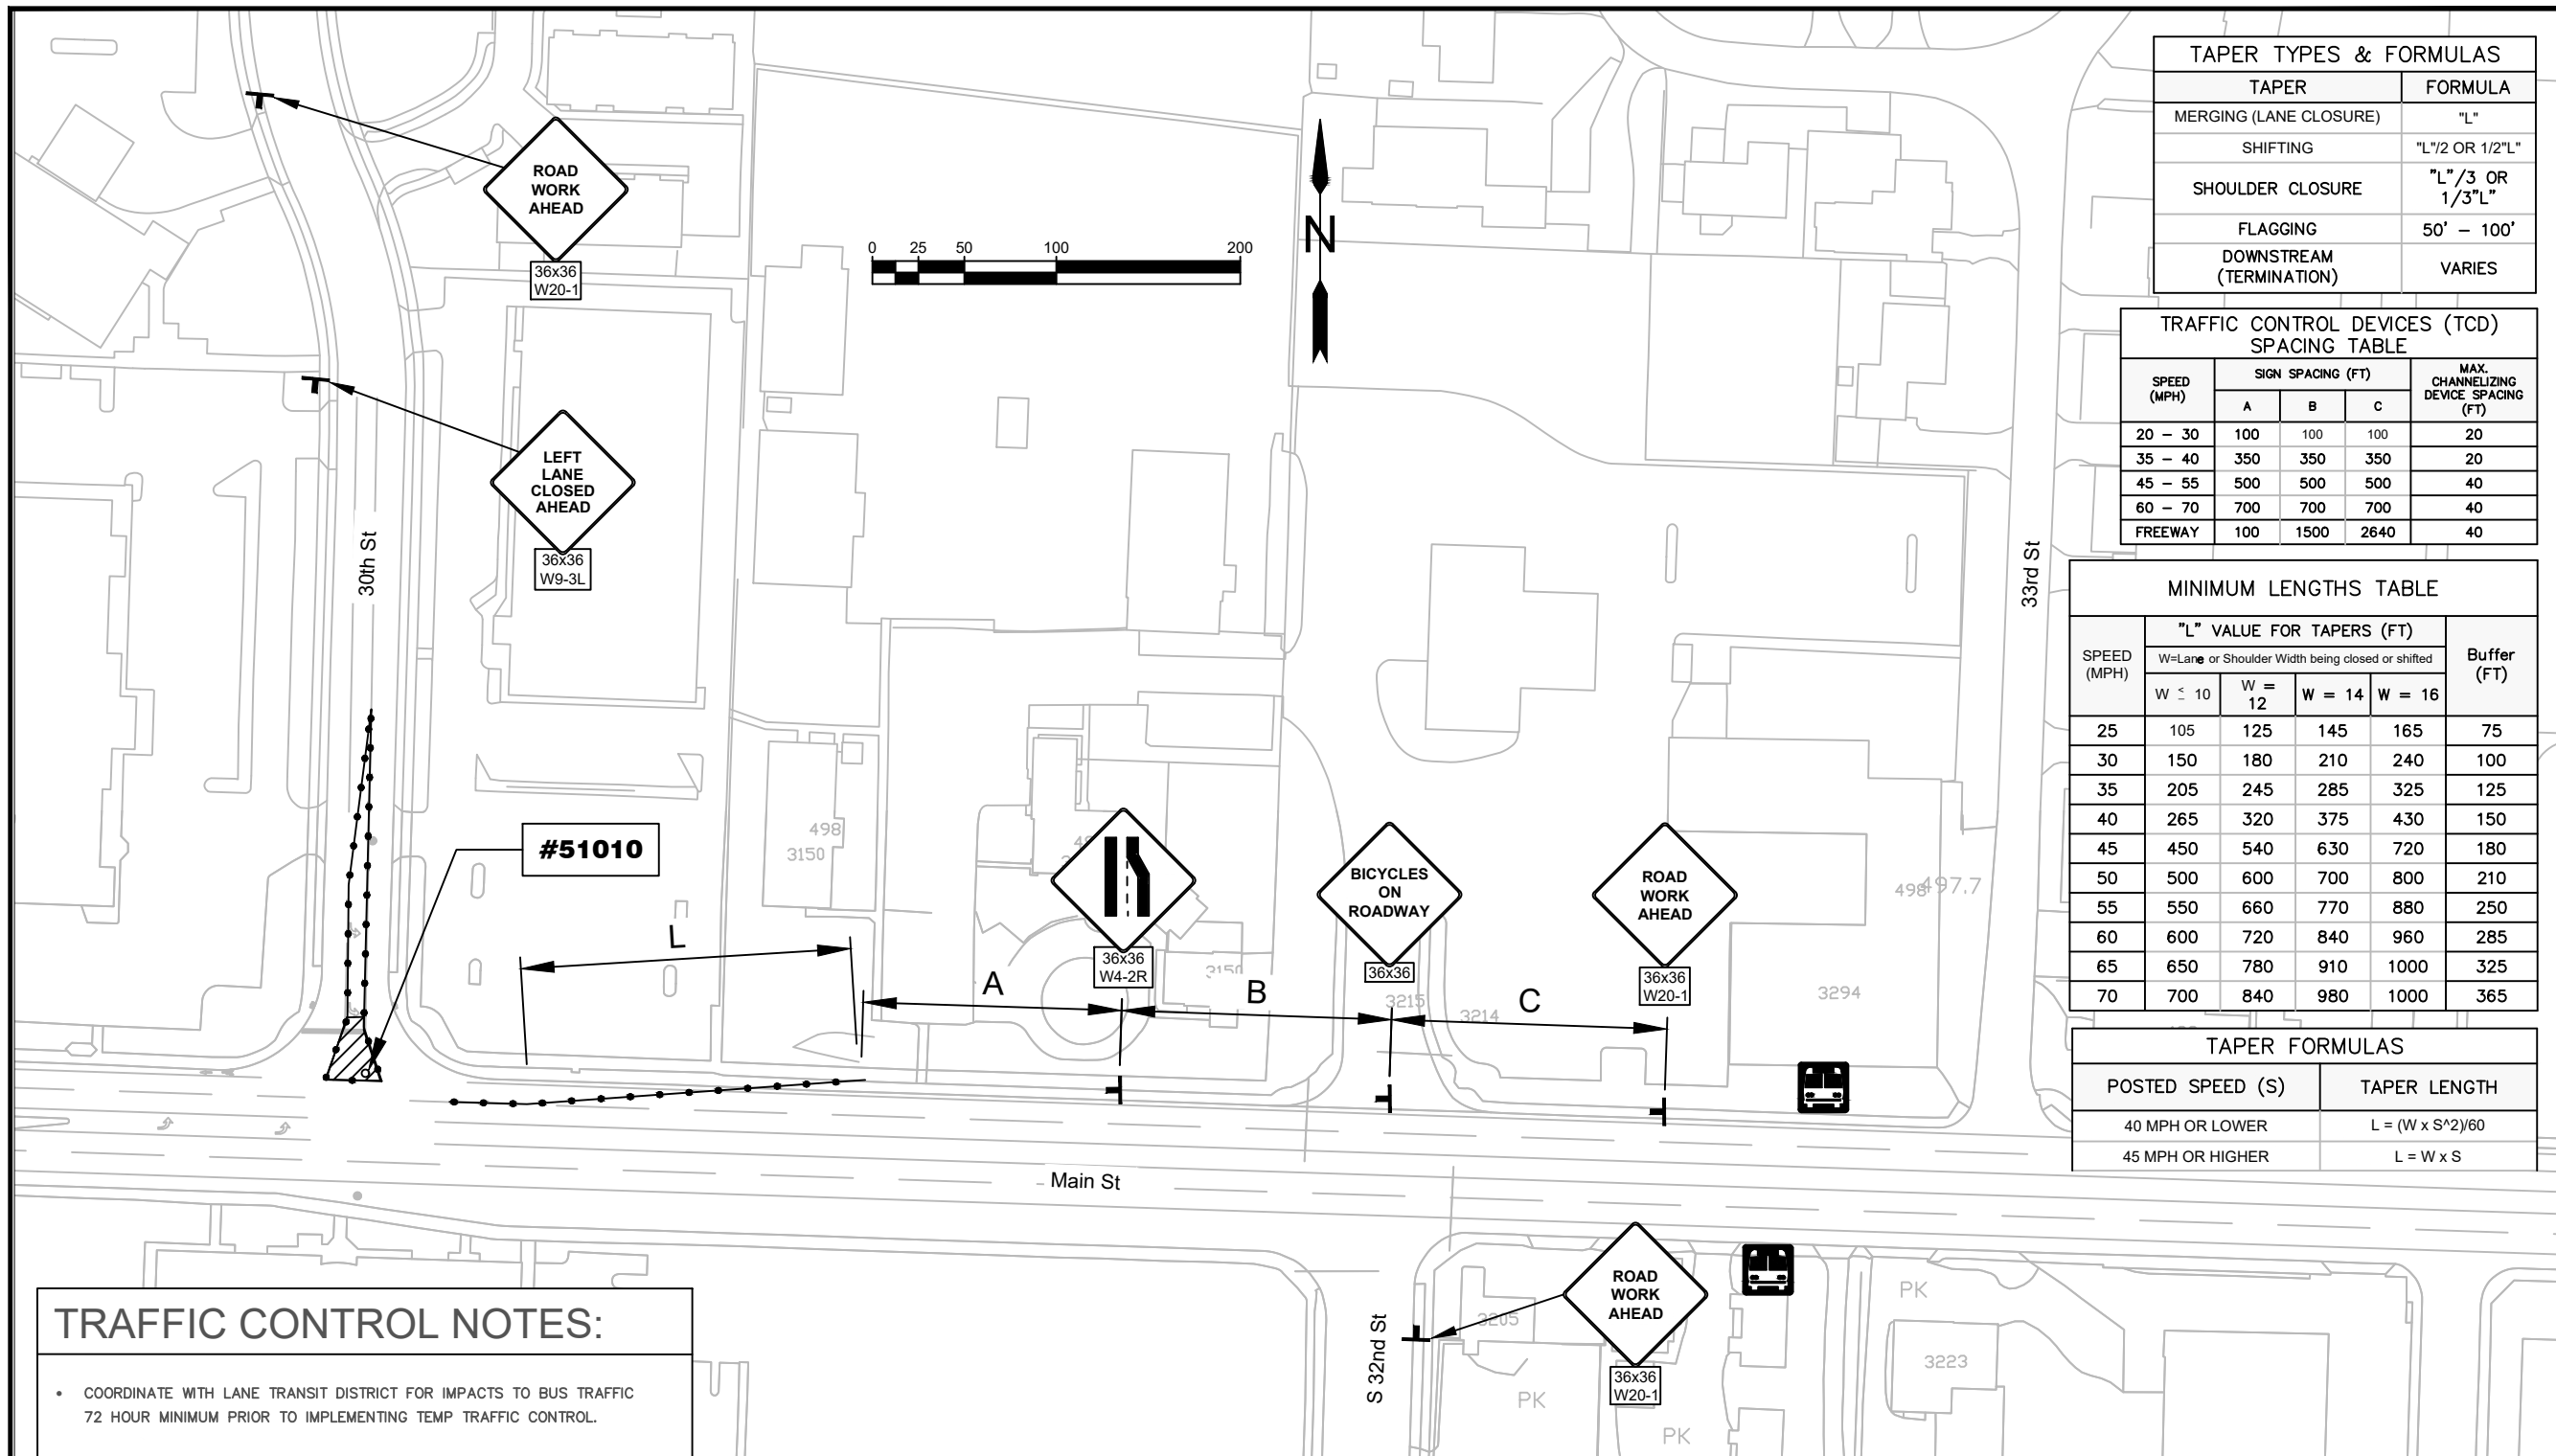 ROAD
WORK
AHEAD
36x36
W20-1
LEFT
LANE
CLOSED
AHEAD
36x36
W9-3L
30th St
0 25 50 100 200
N
33rd St
TAPER TYPES & FORMULAS
TAPER FORMULA
MERGING (LANE CLOSURE) "L"
SHIFTING "L"/2 OR 1/2"L"
SHOULDER CLOSURE "L"/3 OR
1/3"L"
FLAGGING 50' - 100'
DOWNSTREAM
(TERMINATION) VARIES
TRAFFIC CONTROL DEVICES (TCD)
SPACING TABLE
SPEED
(MPH)
SIGN SPACING (FT)
A B C
MAX.
CHANNELIZING
DEVICE SPACING
(FT)
20 - 30 100 100 100 20
35 - 40 350 350 350 20
45 - 55 500 500 500 40
60 - 70 700 700 700 40
FREEWAY 100 1500 2640 40
MINIMUM LENGTHS TABLE
SPEED
(MPH)
"L" VALUE FOR TAPERS (FT)
W=Lane or Shoulder Width being closed or shifted
W ≤ 10 W =
12 W = 14 W = 16
Buffer
(FT)
25 105 125 145 165 75
30 150 180 210 240 100
35 205 245 285 325 125
40 265 320 375 430 150
45 450 540 630 720 180
50 500 600 700 800 210
55 550 660 770 880 250
60 600 720 840 960 285
65 650 780 910 1000 325
70 700 840 980 1000 365
TAPER FORMULAS
POSTED SPEED (S) TAPER LENGTH
40 MPH OR LOWER L = (W x S^2)/60
45 MPH OR HIGHER L = W x S
#51010
498
3150
L
A
36x36
W4-2R
3150
B
BICYCLES
ON
ROADWAY
36x36
3215
3214
C
ROAD
WORK
AHEAD
36x36
W20-1
498
497.7
3294
Main St
S 32nd St
ROAD
WORK
AHEAD
36x36
W20-1
3205
PK
PK
PK
3223
TRAFFIC CONTROL NOTES:
• COORDINATE WITH LANE TRANSIT DISTRICT FOR IMPACTS TO BUS TRAFFIC
72 HOUR MINIMUM PRIOR TO IMPLEMENTING TEMP TRAFFIC CONTROL.